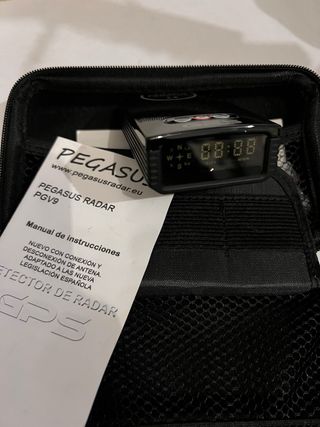 PEGASUS
www.pegasusradar.eu
PEGASUS RADAR
PGV9
Manual de instrucciones
NUEVO CON CONEXIÓN Y
DESCONEXIÓN DE ANTENA
ADAPTADO A LAS NUEVA
LEGISLACIÓN ESPAÑOLA
DETECTOR DE RADAR
GPS
N
W
E
S
88:88